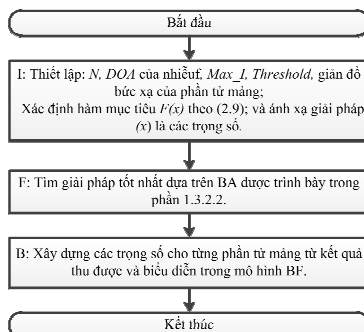 Bắt đầu
I: Thiết lập: N, DOA của nhiễuf, Max_I, Threshold, giản đồ
bức xạ của phần tử mảng;
Xác định hàm mục tiêu F(x) theo (2.9); và ánh xạ giải pháp
(x) là các trọng số.
F: Tìm giải pháp tốt nhất dựa trên BA được trình bày trong
phần 1.3.2.2.
B: Xây dựng các trọng số cho từng phần tử mảng từ kết quả
thu được và biểu diễn trong mô hình BF.
Kết thúc